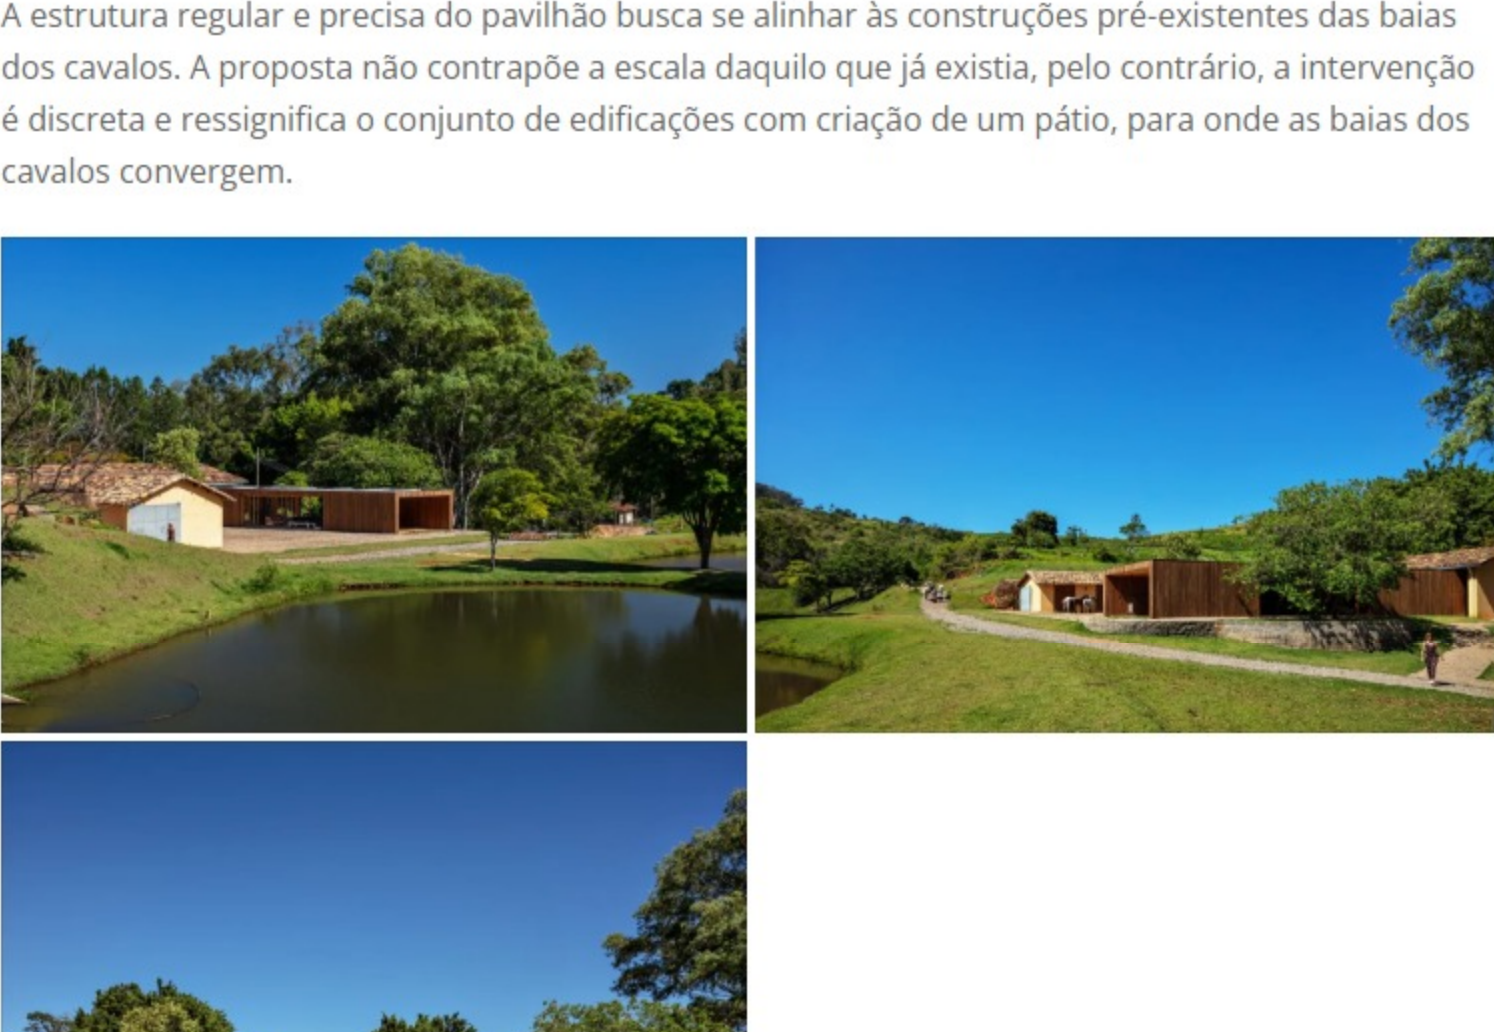 A estrutura regular e precisa do pavilhão busca se alinhar às construções pré-existentes das baias
dos cavalos. A proposta não contrapõe a escala daquilo que já existia, pelo contrário, a intervenção
é discreta e ressignifica o conjunto de edificações com criação de um pátio, para onde as baias dos
cavalos convergem.